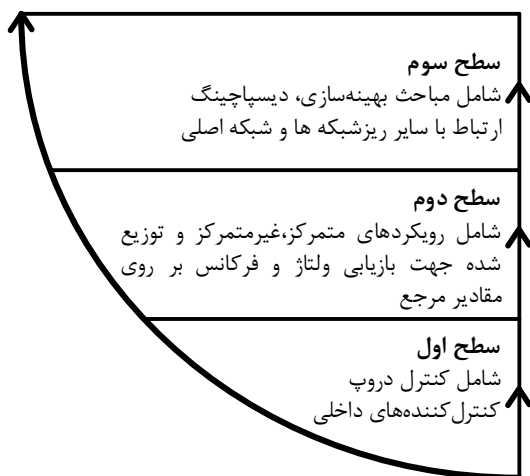 سطح سوم
شامل مباحث بهینه‌سازی، دیسپاچینگ
ارتباط با سایر ریزشبکه ها و شبکه اصلی
سطح دوم
شامل رویکردهای متمرکز،غیرمتمرکز و توزیع
شده جهت بازیابی ولتاژ و فرکانس بر روی
مقادیر مرجع
سطح اول
شامل کنترل دروپ
کنترل‌کننده‌های داخلی